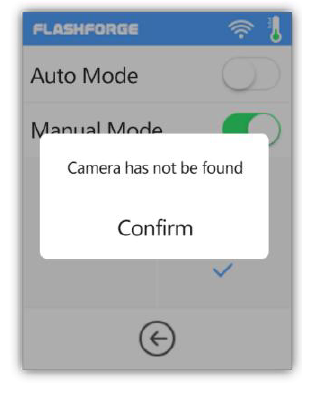 FLASHFORGE
Auto Mode
Manual Mode
Camera has not be found
Confirm